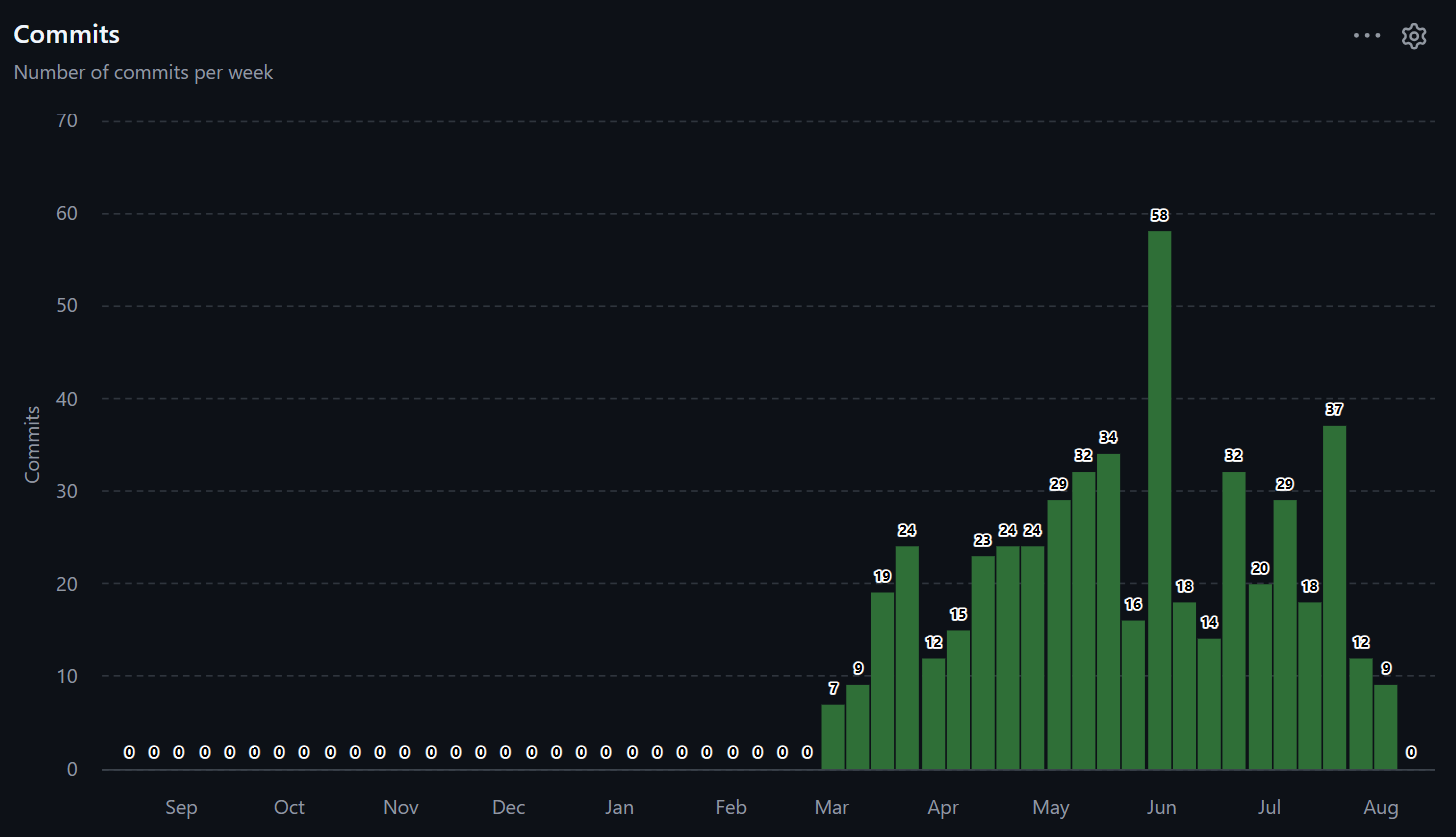 Commits
Number of commits per week
70
60
50
40
30
20
10
0
Commits
0 0 0 0 0 0 0 0 0 0 0 0 0 0 0 0 0 0 0 0 0 0 0 0 0 0 0 0 7 9 19 24 12 15 23 24 24 29 32 34 16 58 18 14 32 20 29 18 37 12 9 0
Sep Oct Nov Dec Jan Feb Mar Apr May Jun Jul Aug